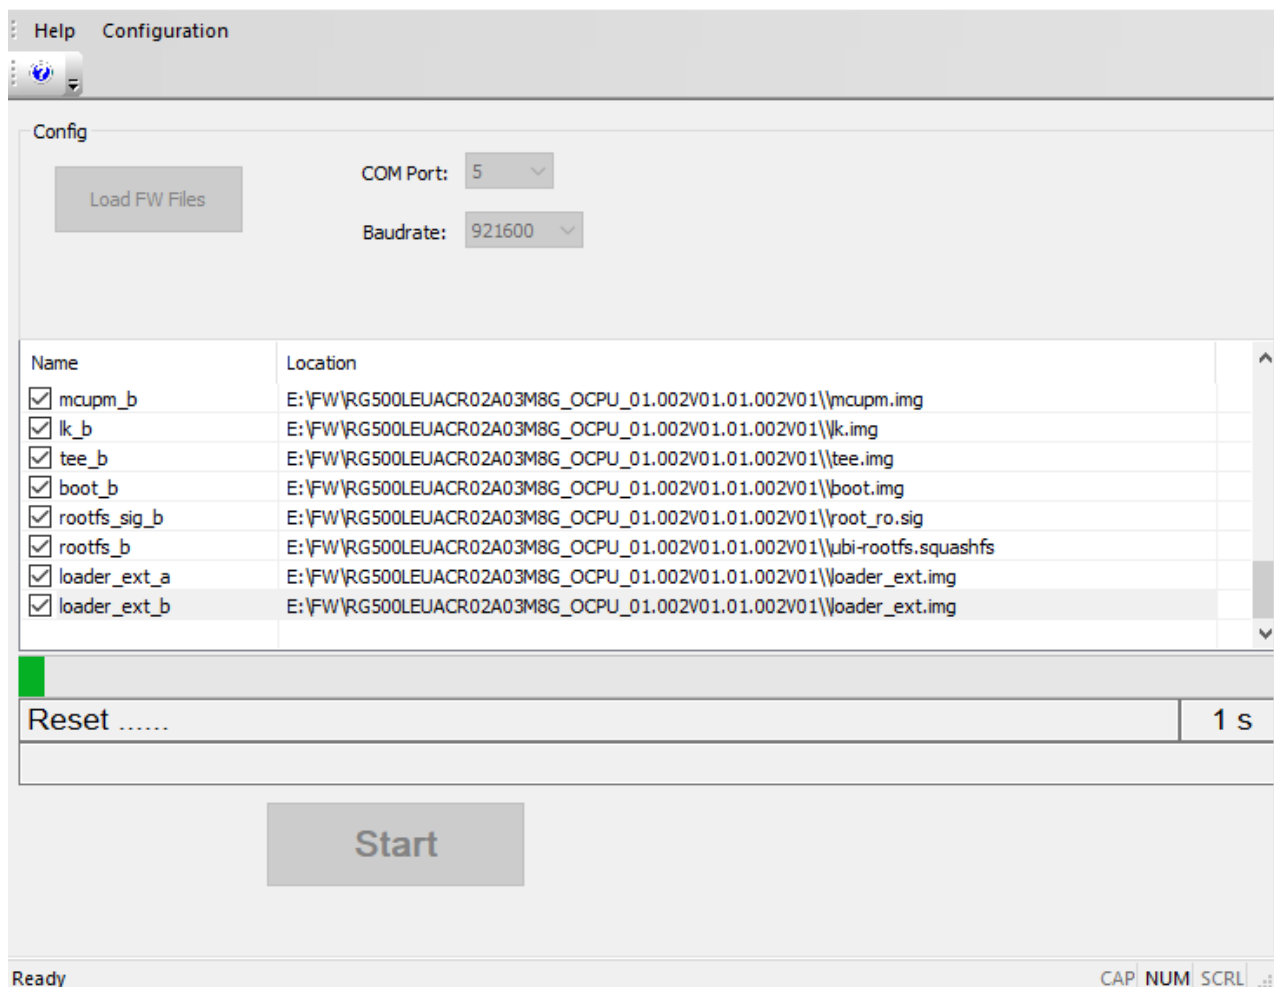 Help Configuration
Config
Load FW Files
COM Port: 5
Baudrate: 921600
Name Location
mcupm_b E:\FW\RG500LEUACR02A03M8G_OCPU_01.002V01.01.002V01\\mcupm.img
lk_b E:\FW\RG500LEUACR02A03M8G_OCPU_01.002V01.01.002V01\\lk.img
tee_b E:\FW\RG500LEUACR02A03M8G_OCPU_01.002V01.01.002V01\\tee.img
boot_b E:\FW\RG500LEUACR02A03M8G_OCPU_01.002V01.01.002V01\\boot.img
rootfs_sig_b E:\FW\RG500LEUACR02A03M8G_OCPU_01.002V01.01.002V01\\root_ro.sig
rootfs_b E:\FW\RG500LEUACR02A03M8G_OCPU_01.002V01.01.002V01\\ubi-rootfs.squashfs
loader_ext_a E:\FW\RG500LEUACR02A03M8G_OCPU_01.002V01.01.002V01\\loader_ext.img
loader_ext_b E:\FW\RG500LEUACR02A03M8G_OCPU_01.002V01.01.002V01\\loader_ext.img
Reset ...... 1 s
Start
Ready CAP NUM SCRL